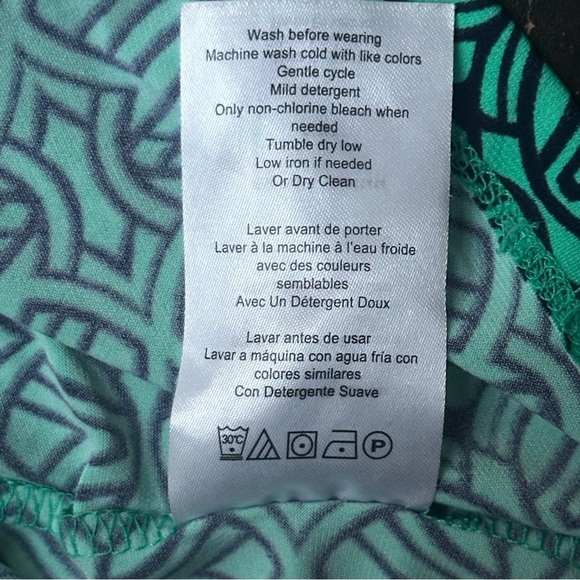 Wash before wearing
Machine wash cold with like colors
Gentle cycle
Mild detergent
Only non-chlorine bleach when
needed
Tumble dry low
Low iron if needed
Or Dry Clean
Laver avant de porter
Laver à la machine à l'eau froide
avec des couleurs
semblables
Avec Un Détergent Doux
Lavar antes de usar
Lavar a máquina con agua fría con
colores similares
Con Detergente Suave
30°C P